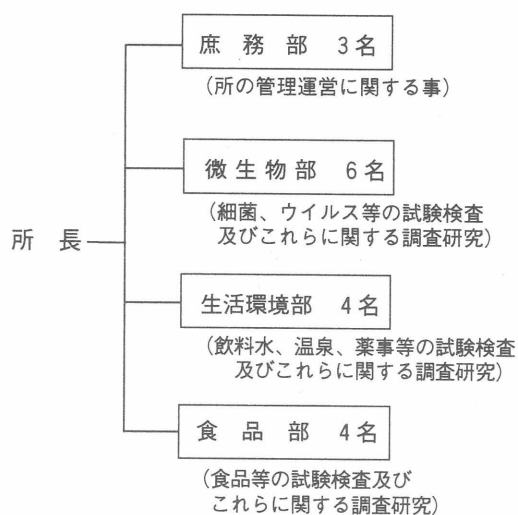 庶務部 3名
(所の管理運営に関する事)
微生物部 6名
(細菌、ウイルス等の試験検査
及びこれらに関する調査研究)
所長
生活環境部 4名
(飲料水、温泉、薬事等の試験検査
及びこれらに関する調査研究)
食品部 4名
(食品等の試験検査及び
これらに関する調査研究)